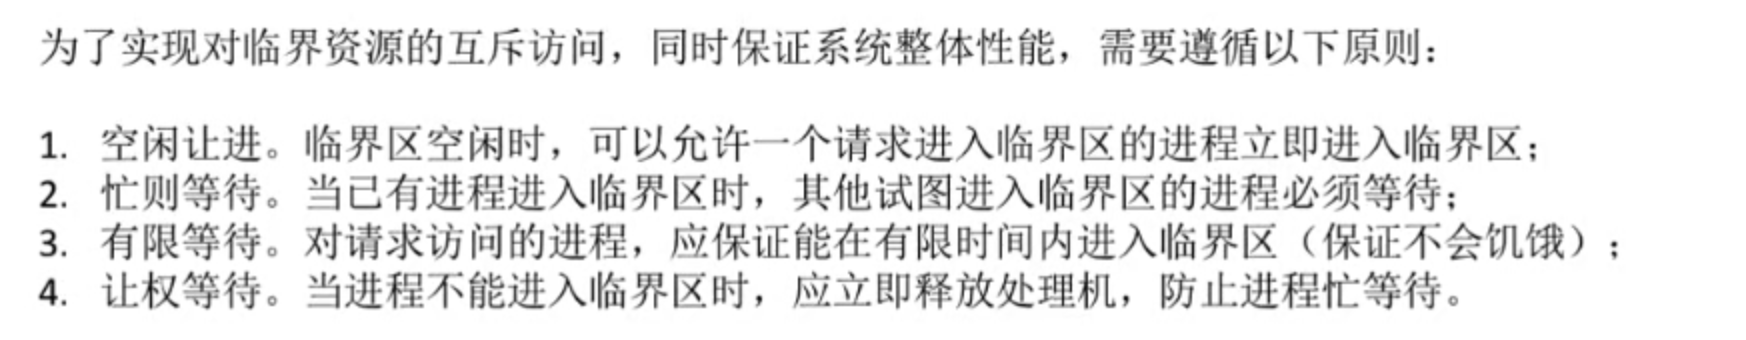 为了实现对临界资源的互斥访问，同时保证系统整体性能，需要遵循以下原则：
1. 空闲让进。临界区空闲时，可以允许一个请求进入临界区的进程立即进入临界区；
2. 忙则等待。当已有进程进入临界区时，其他试图进入临界区的进程必须等待；
3. 有限等待。对请求访问的进程，应保证能在有限时间内进入临界区（保证不会饥饿）；
4. 让权等待。当进程不能进入临界区时，应立即释放处理机，防止进程忙等待。